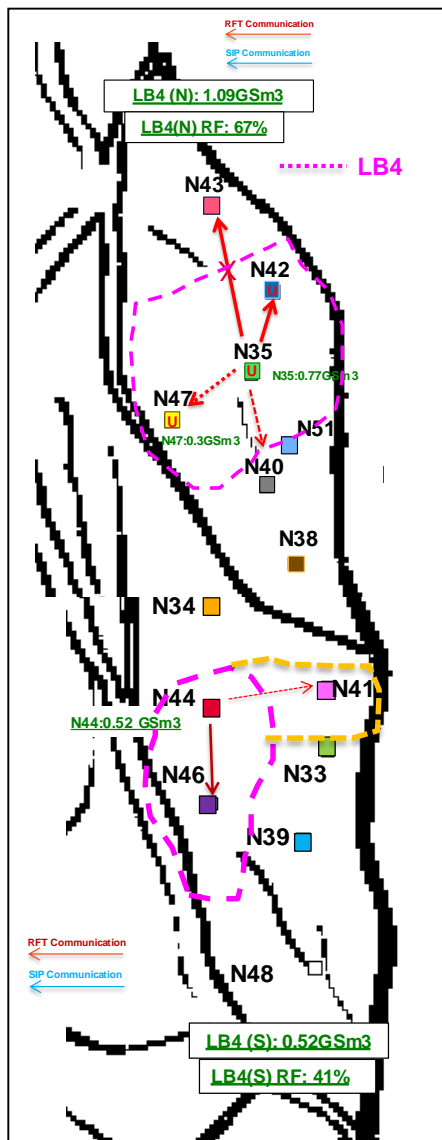 RFT Communication
SIP Communication
LB4 (N): 1.09GSm3
LB4(N) RF: 67%
LB4
N43
X
N42
U
N35
U
N35:0.77GSm3
N47
U
N47:0.3GSm3
N51
N40
N38
N34
N44
N41
N44:0.52 GSm3
N46
N33
N39
RFT Communication
SIP Communication
N48
LB4 (S): 0.52GSm3
LB4(S) RF: 41%